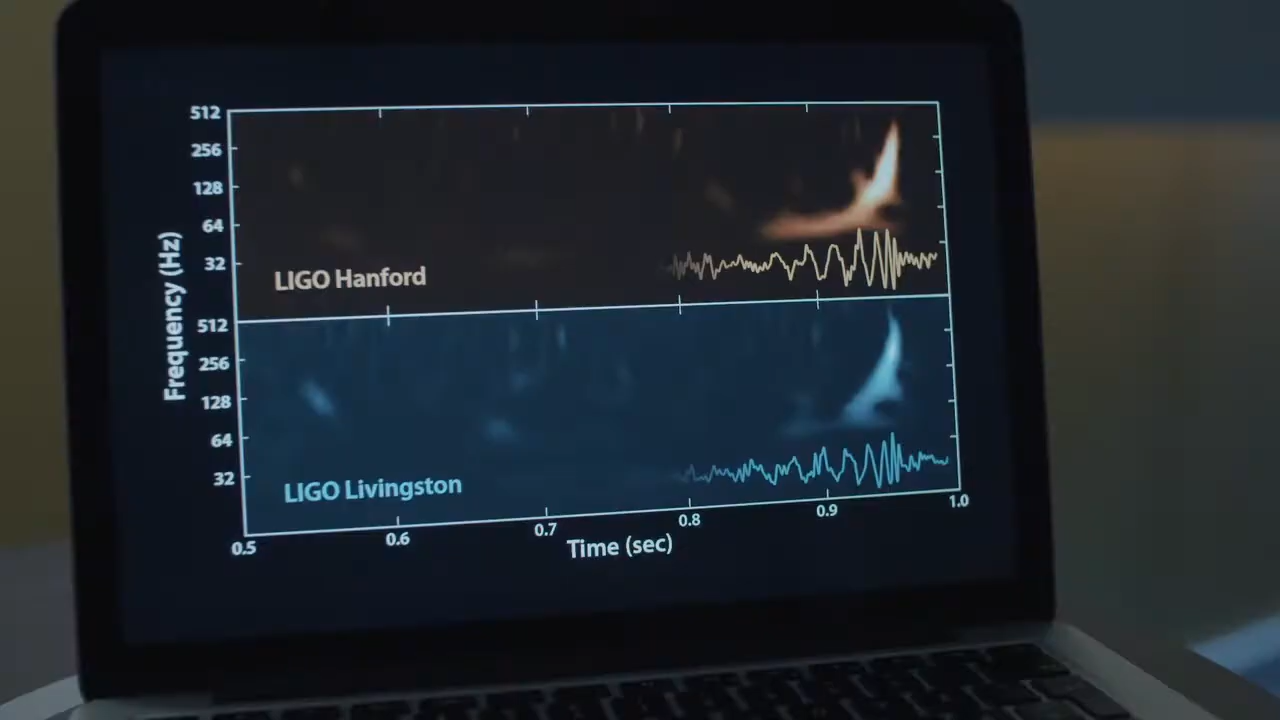 512
256
128
64
32
LIGO Hanford
Frequency (Hz)
512
256
128
64
32
LIGO Livingston
0.5 0.6 0.7 0.8 0.9 1.0
Time (sec)